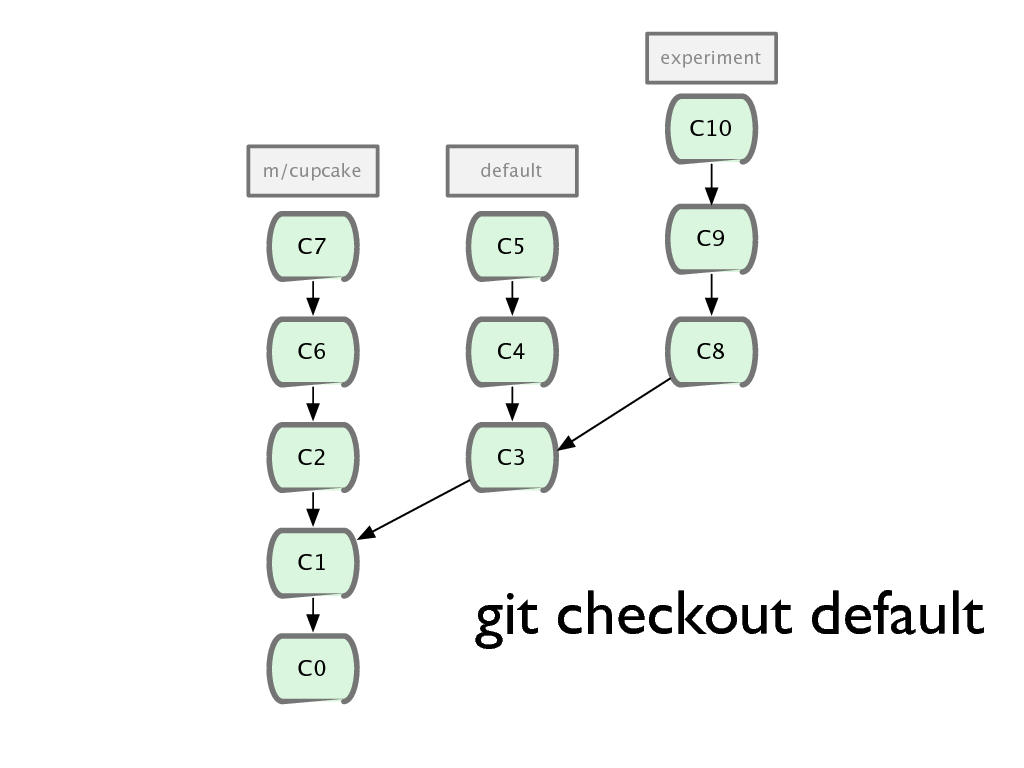 experiment
C10
m/cupcake
default
C7
C5
C9
C6
C4
C8
C2
C3
C1
git checkout default
C0